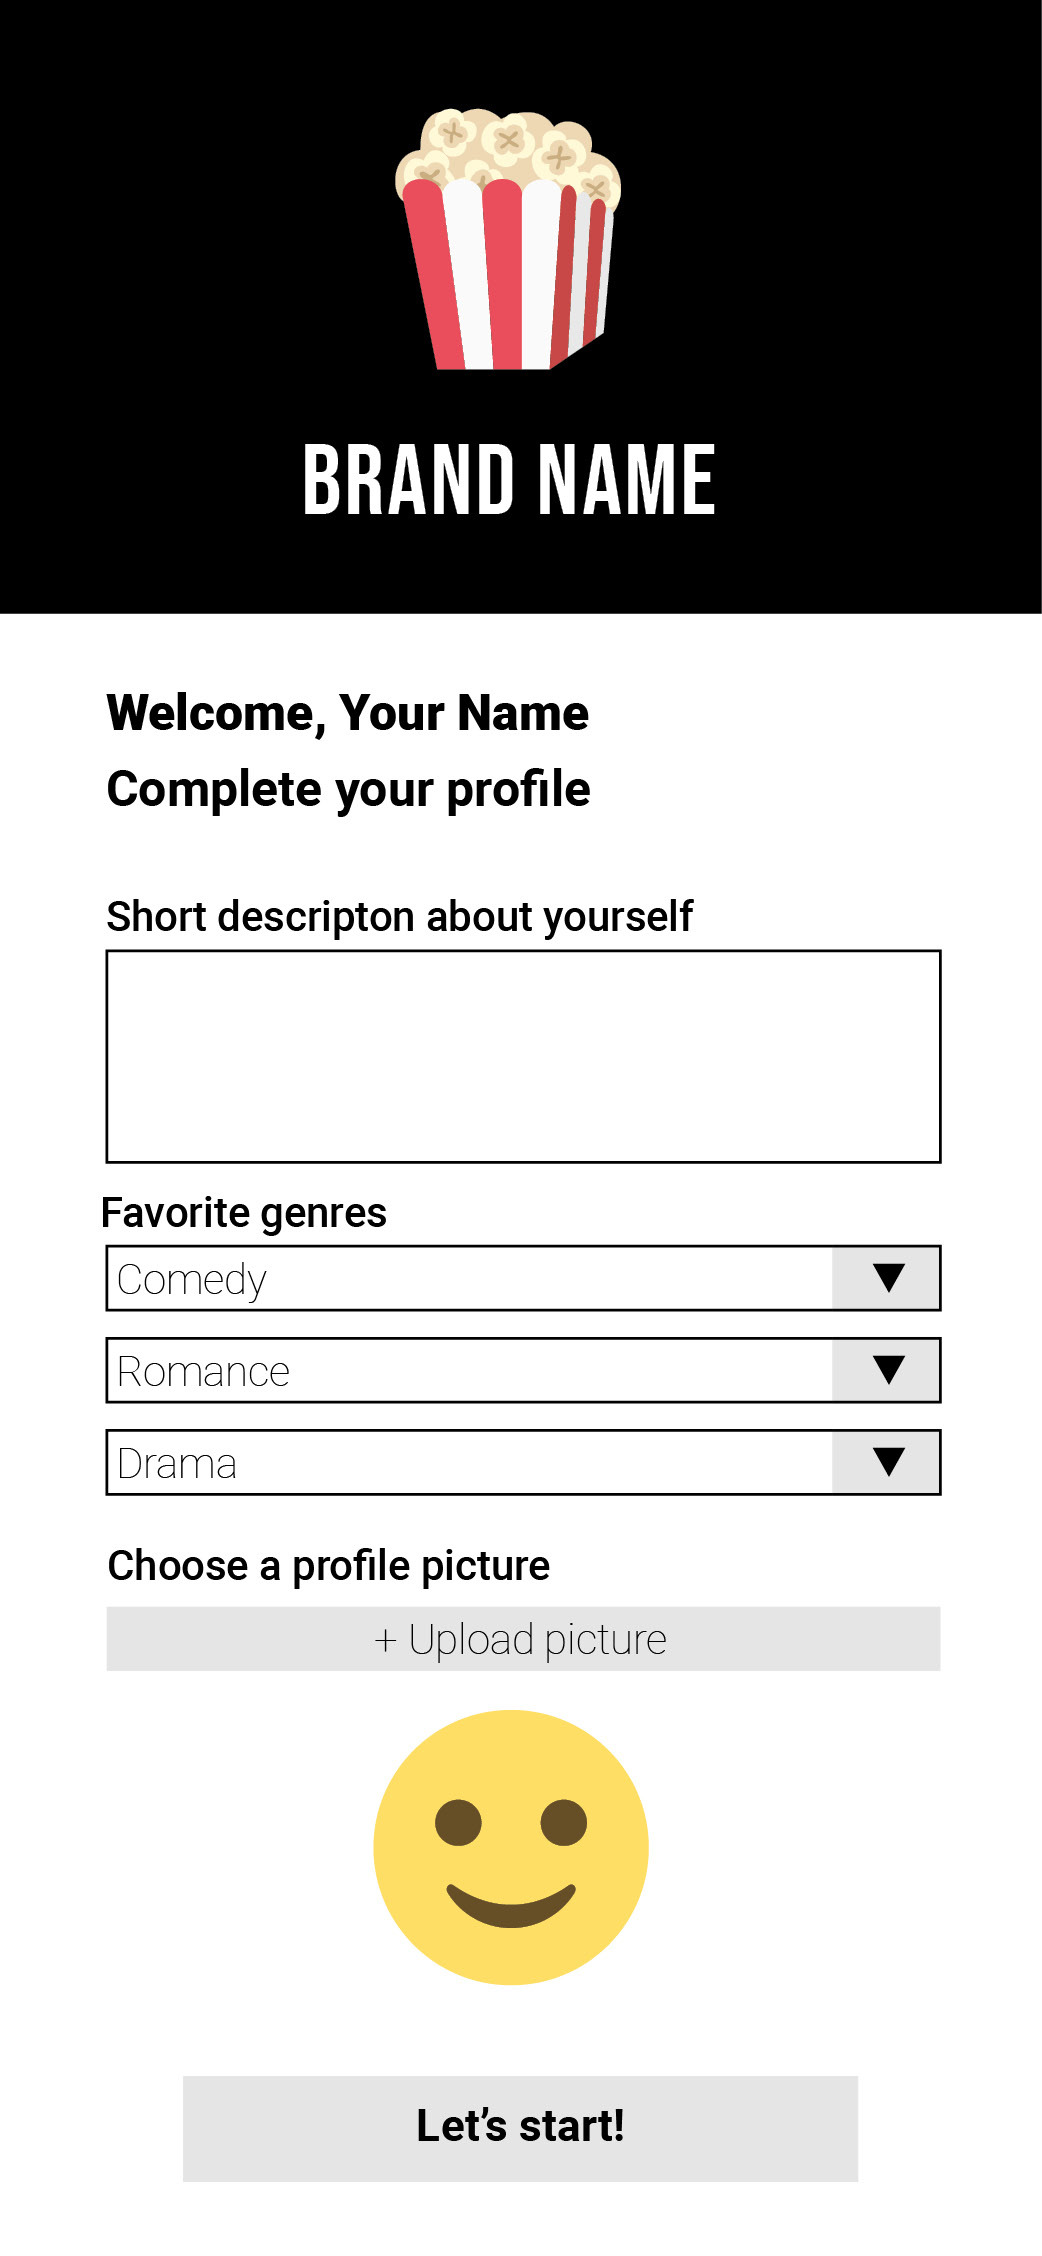 BRAND NAME
Welcome, Your Name
Complete your profile
Short descripton about yourself
Favorite genres
Comedy
Romance
Drama
Choose a profile picture
+ Upload picture
Let’s start!